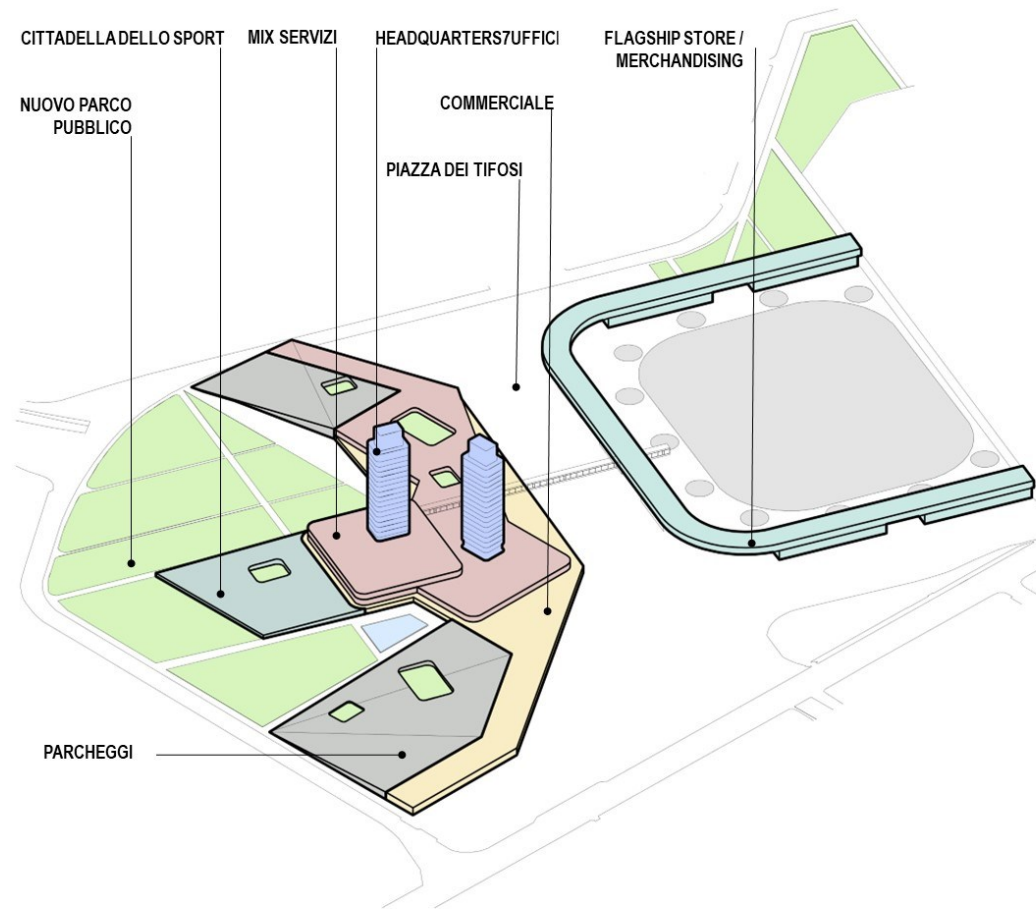 CITTADELLA DELLO SPORT
MIX SERVIZI
HEADQUARTERS7UFFICI
FLAGSHIP STORE /
MERCHANDISING
NUOVO PARCO
PUBBLICO
COMMERCIALE
PIAZZA DEI TIFOSI
PARCHEGGI